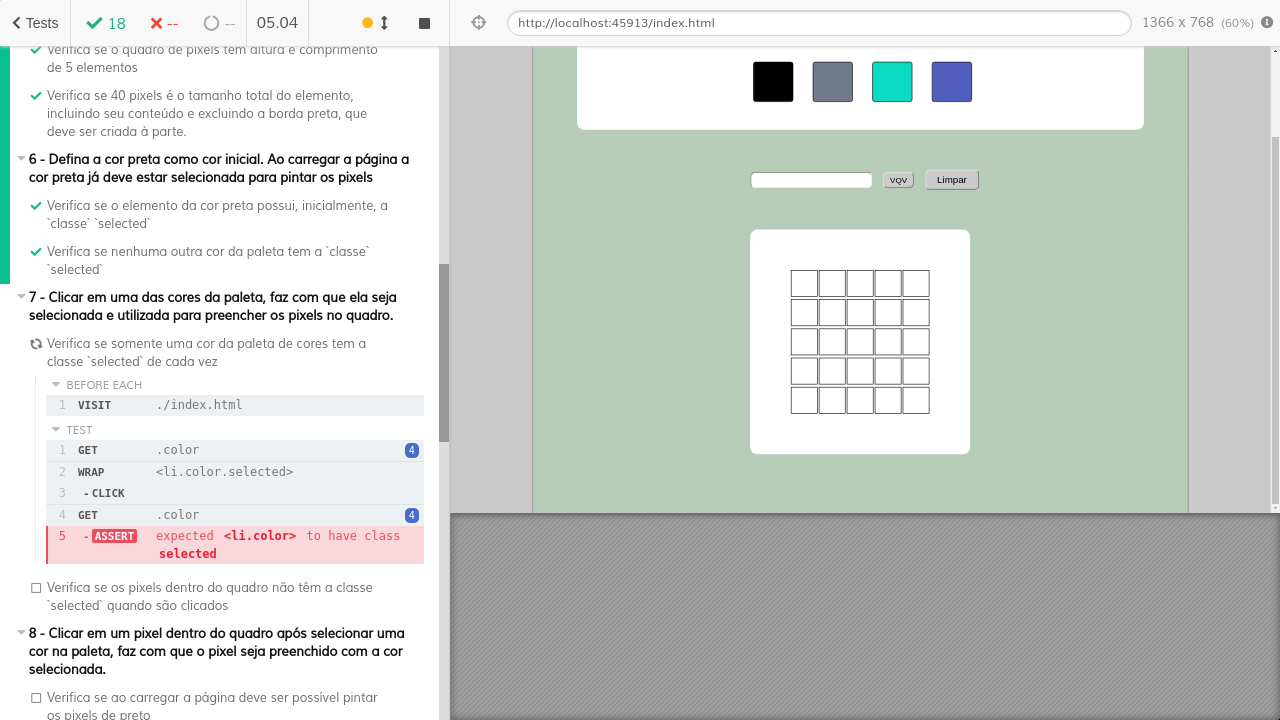 Tests
18
--
--
05.04
http://localhost:45913/index.html
1366 x 768 (60%)
Verifica se o quadro de pixels têm altura e comprimento
de 5 elementos
Verifica se 40 pixels é o tamanho total do elemento,
incluindo seu conteúdo e excluindo a borda preta, que
deve ser criada à parte.
6 - Defina a cor preta como cor inicial. Ao carregar a página a
cor preta já deve estar selecionada para pintar os pixels
Verifica se o elemento da cor preta possui, inicialmente, a
`classe` `selected`
Verifica se nenhuma outra cor da paleta tem a `classe`
`selected`
7 - Clicar em uma das cores da paleta, faz com que ela seja
selecionada e utilizada para preencher os pixels no quadro.
Verifica se somente uma cor da paleta de cores tem a
classe `selected` de cada vez
BEFORE EACH
1 VISIT ./index.html
TEST
1 GET .color 4
2 WRAP <li.color.selected>
3 -CLICK
4 GET .color 4
5 -ASSERT expected <li.color> to have class
selected
Verifica se os pixels dentro do quadro não têm a classe
`selected` quando são clicados
8 - Clicar em um pixel dentro do quadro após selecionar uma
cor na paleta, faz com que o pixel seja preenchido com a cor
selecionada.
Verifica se ao carregar a página deve ser possível pintar
os pixels de preto
VQV
Limpar